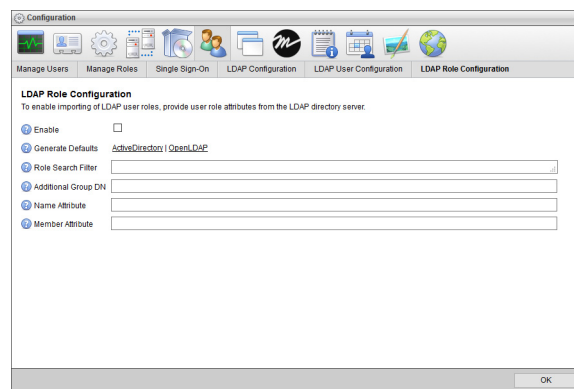 Configuration
Manage Users Manage Roles Single Sign-On LDAP Configuration LDAP User Configuration LDAP Role Configuration
LDAP Role Configuration
To enable importing of LDAP user roles, provide user role attributes from the LDAP directory server.
Enable
Generate Defaults ActiveDirectory | OpenLDAP
Role Search Filter
Additional Group DN
Name Attribute
Member Attribute
OK